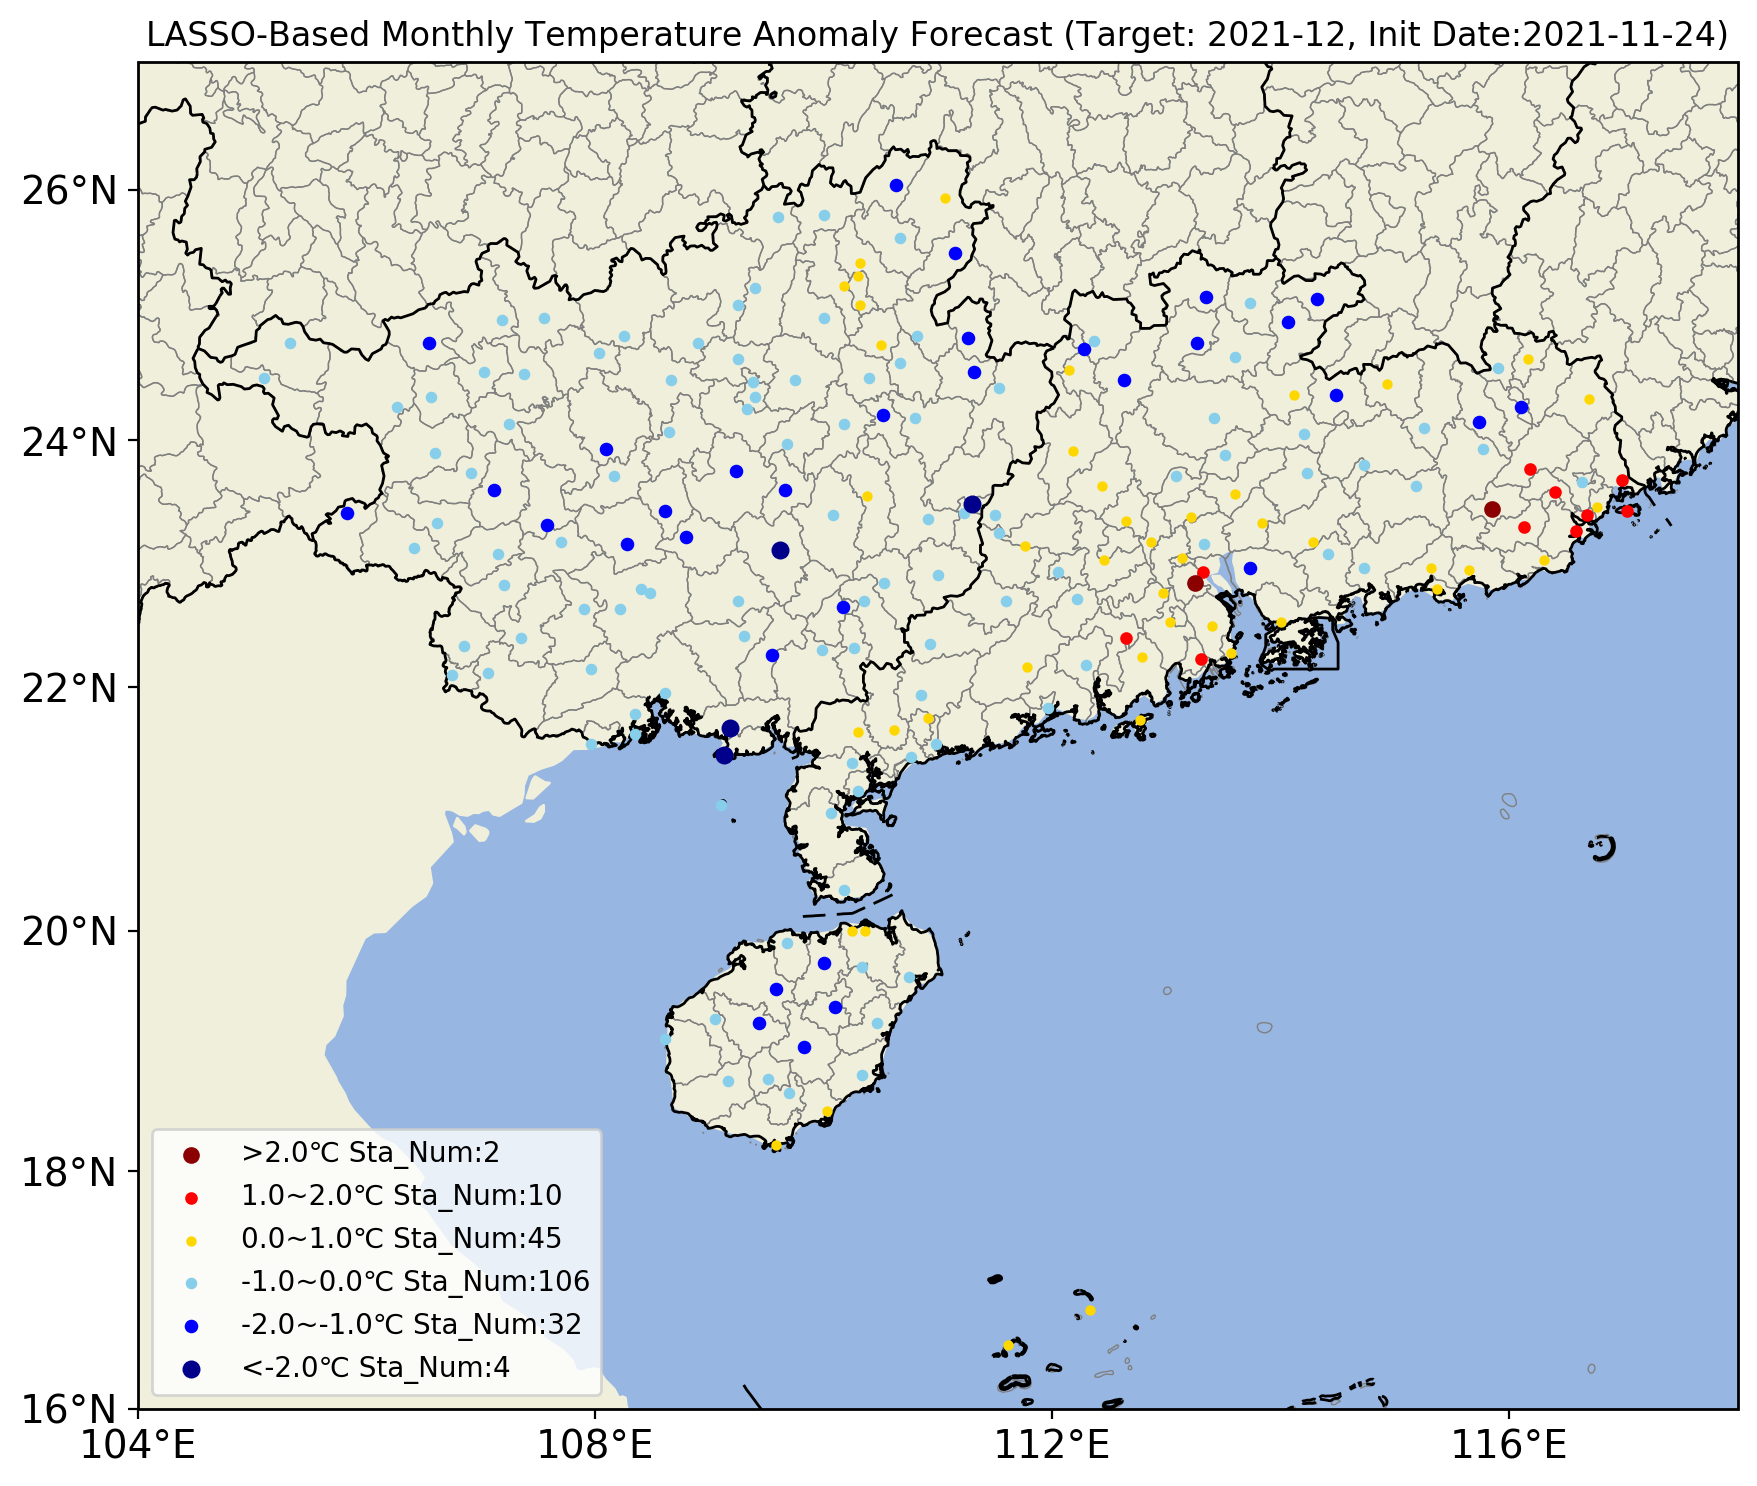 LASSO-Based Monthly Temperature Anomaly Forecast (Target: 2021-12, Init Date:2021-11-24)
26°N
24°N
22°N
20°N
18°N
16°N
>2.0℃ Sta_Num:2
1.0~2.0℃ Sta_Num:10
0.0~1.0℃ Sta_Num:45
-1.0~0.0℃ Sta_Num:106
-2.0~-1.0℃ Sta_Num:32
<-2.0℃ Sta_Num:4
104°E 108°E 112°E 116°E